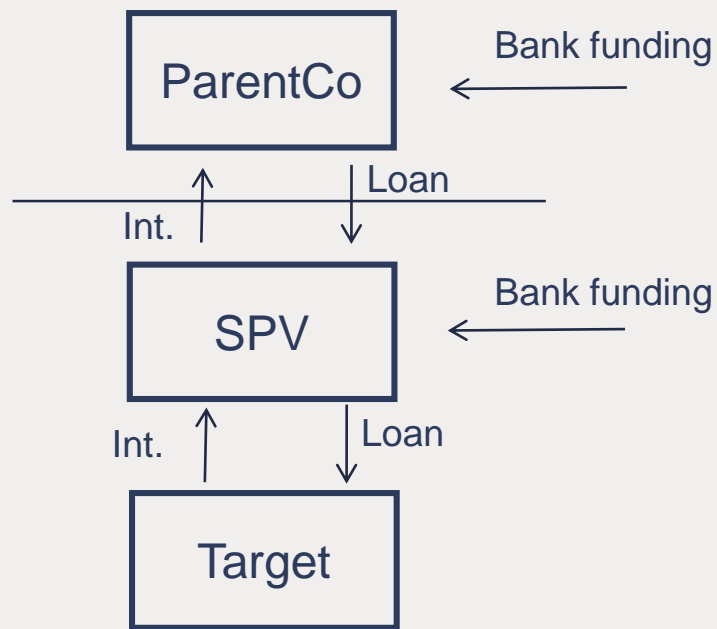 ParentCo
Bank funding
Loan
Int.
SPV
Bank funding
Loan
Int.
Target